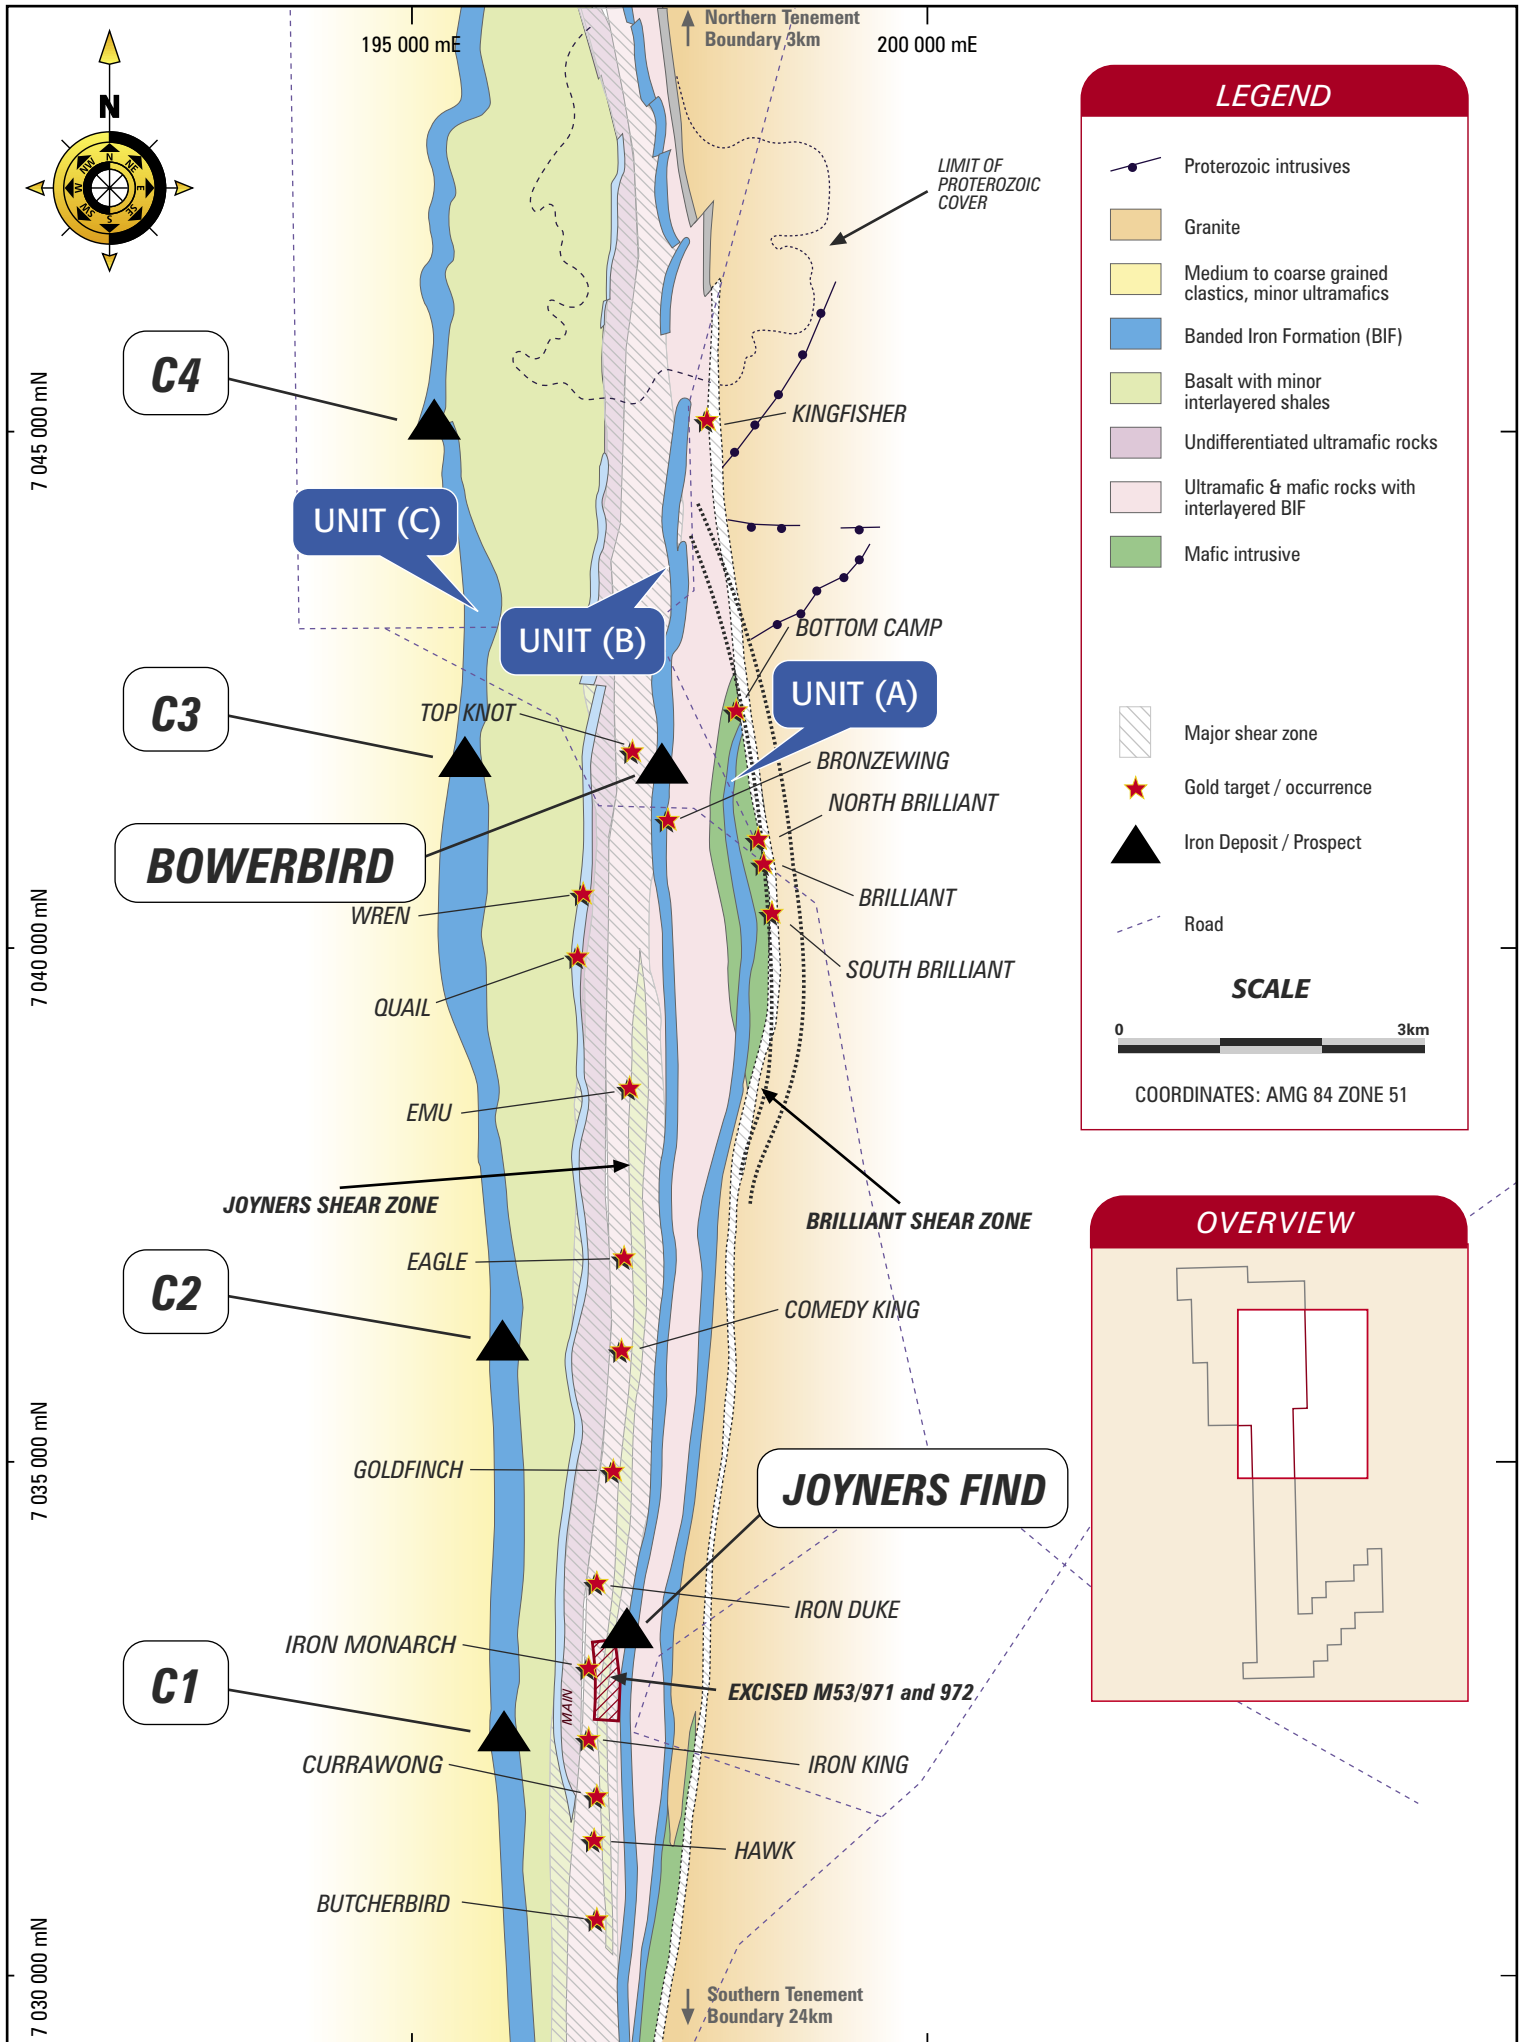 Northern Tenement
Boundary 3km
195 000 mE
200 000 mE
N
N
NE
E
SE
S
SW
W
NW
LIMIT OF
PROTEROZOIC
COVER
C4
KINGFISHER
7 045 000 mN
UNIT (C)
UNIT (B)
BOTTOM CAMP
UNIT (A)
C3
TOP KNOT
BRONZEWING
NORTH BRILLIANT
BOWERBIRD
BRILLIANT
WREN
7 040 000 mN
SOUTH BRILLIANT
QUAIL
EMU
JOYNERS SHEAR ZONE
BRILLIANT SHEAR ZONE
EAGLE
C2
COMEDY KING
7 035 000 mN
GOLDFINCH
JOYNERS FIND
IRON DUKE
IRON MONARCH
C1
MAIN
EXCISED M53/971 and 972
CURRAWONG
IRON KING
HAWK
BUTCHERBIRD
7 030 000 mN
Southern Tenement
Boundary 24km
LEGEND
Proterozoic intrusives
Granite
Medium to coarse grained
clastics, minor ultramafics
Banded Iron Formation (BIF)
Basalt with minor
interlayered shales
Undifferentiated ultramafic rocks
Ultramafic & mafic rocks with
interlayered BIF
Mafic intrusive
Major shear zone
Gold target / occurrence
Iron Deposit / Prospect
Road
SCALE
0 3km
COORDINATES: AMG 84 ZONE 51
OVERVIEW